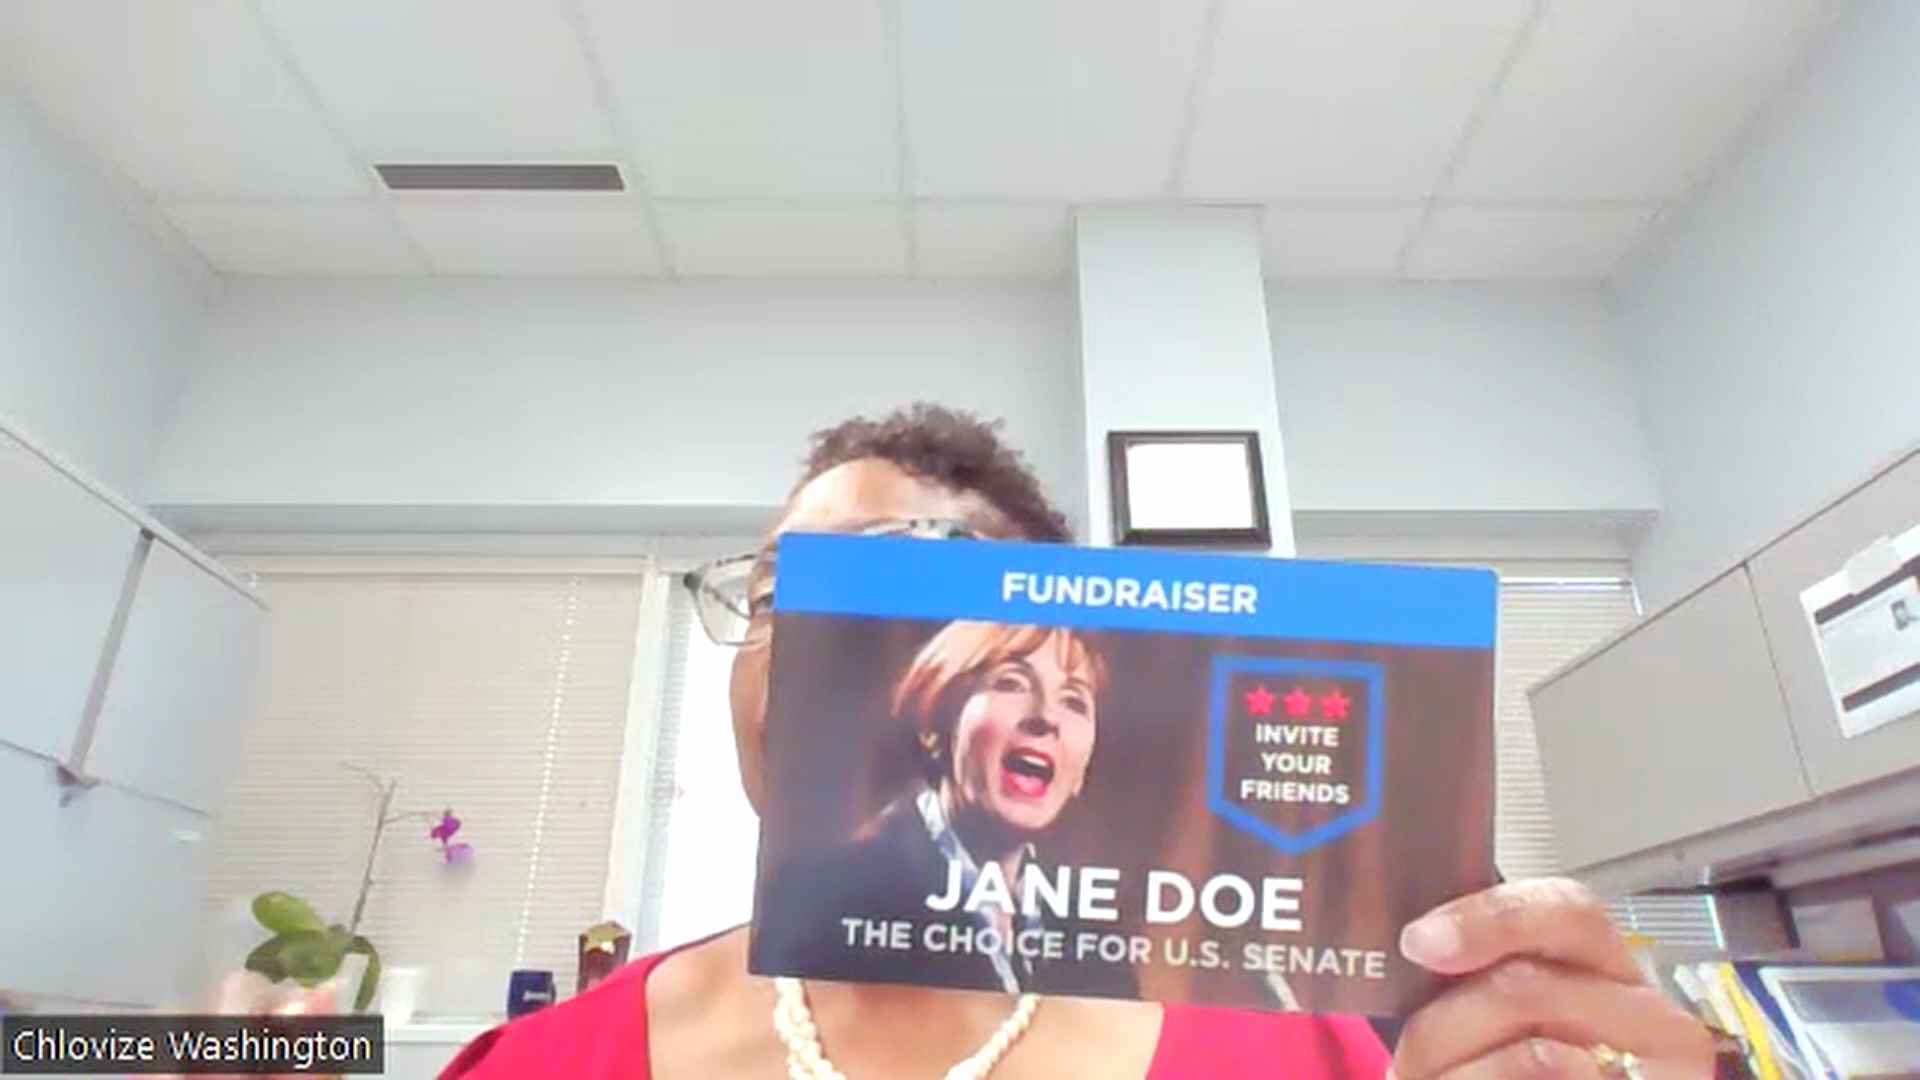 FUNDRAISER
INVITE
YOUR
FRIENDS
JANE DOE
THE CHOICE FOR U.S. SENATE
Chlovize Washington